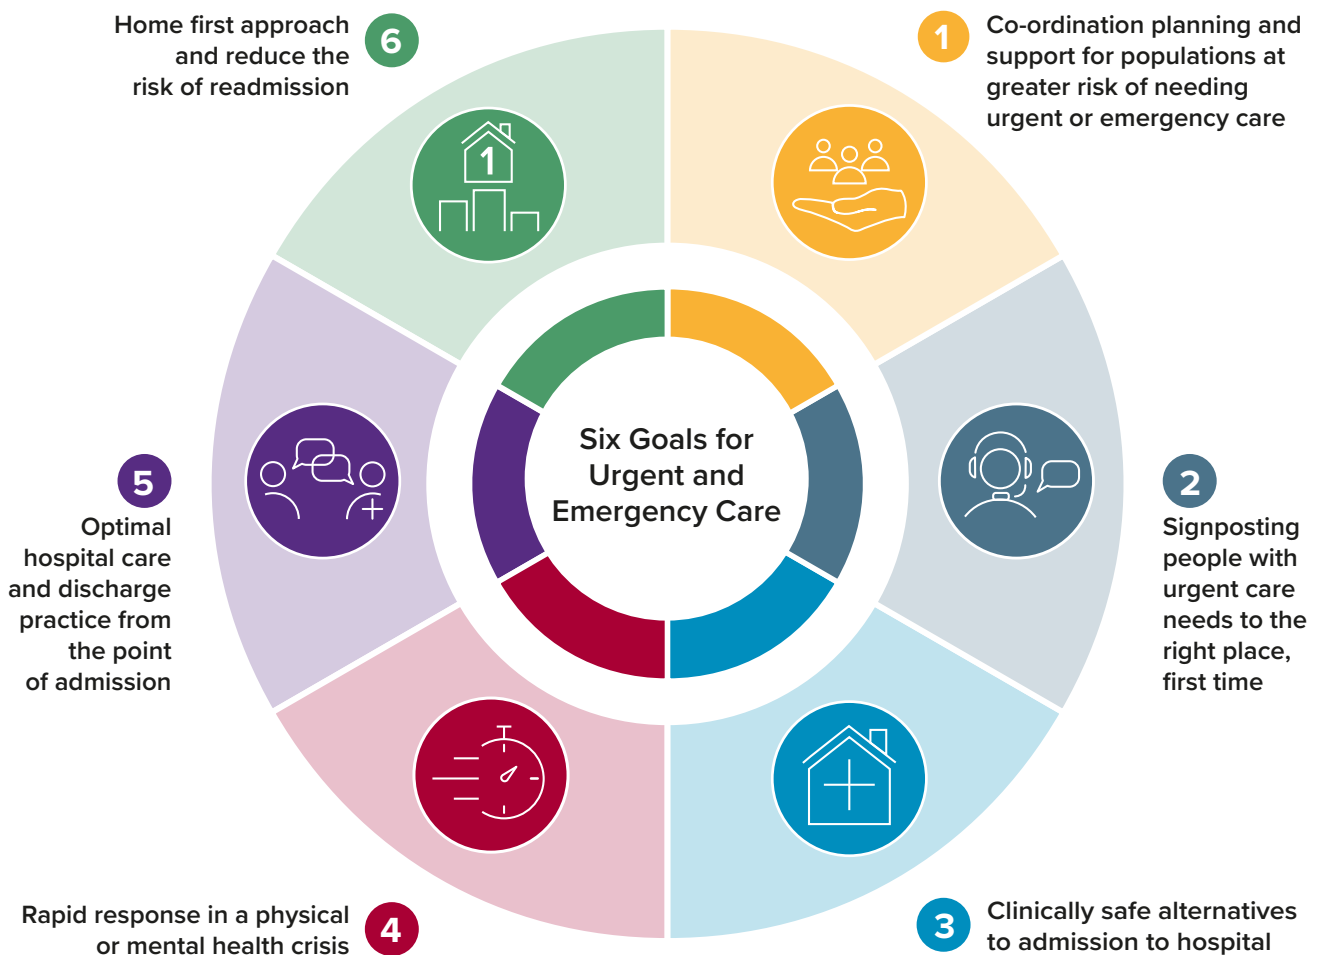 Six Goals for
Urgent and
Emergency Care
1
Co-ordination planning and
support for populations at
greater risk of needing
urgent or emergency care
2
Signposting
people with
urgent care
needs to the
right place,
first time
3
Clinically safe alternatives
to admission to hospital
4
Rapid response in a physical
or mental health crisis
5
Optimal
hospital care
and discharge
practice from
the point
of admission
6
Home first approach
and reduce the
risk of readmission
1